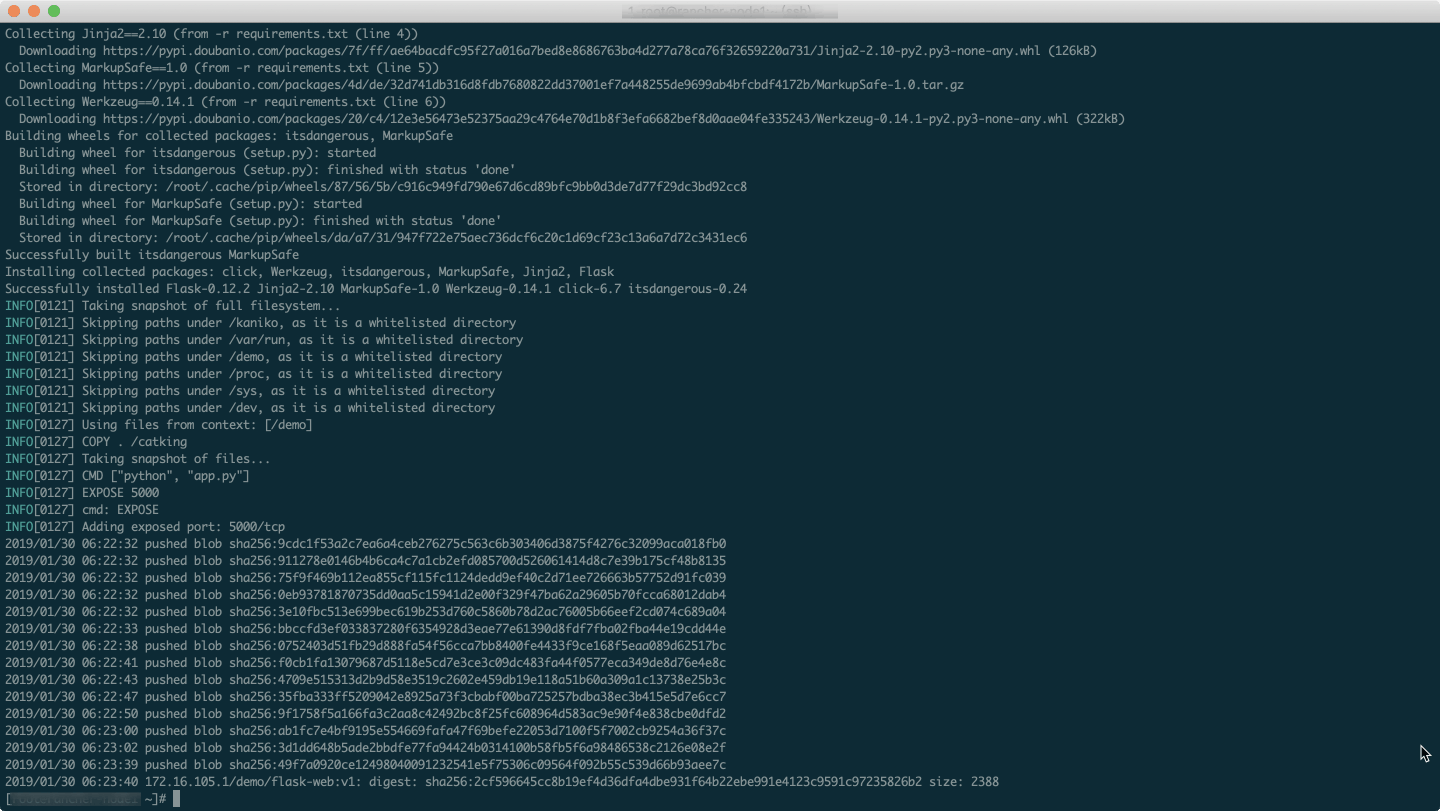 Collecting Jinja2==2.10 (from -r requirements.txt (line 4))
Downloading https://pypi.doubanio.com/packages/7f/ff/ae64bacdfc95f27a016a7bed8e8686763ba4d277a78ca76f32659220a731/Jinja2-2.10-py2.py3-none-any.whl (126kB)
Collecting MarkupSafe==1.0 (from -r requirements.txt (line 5))
Downloading https://pypi.doubanio.com/packages/4d/de/32d741db316d8fdb7680822dd37001ef7a448255de9699ab4bfcbdf4172b/MarkupSafe-1.0.tar.gz
Collecting Werkzeug==0.14.1 (from -r requirements.txt (line 6))
Downloading https://pypi.doubanio.com/packages/20/c4/12e3e56473e52375aa29c4764e70d1b8f3efa6682bef8d0aae04fe335243/Werkzeug-0.14.1-py2.py3-none-any.whl (322kB)
Building wheels for collected packages: itsdangerous, MarkupSafe
Building wheel for itsdangerous (setup.py): started
Building wheel for itsdangerous (setup.py): finished with status 'done'
Stored in directory: /root/.cache/pip/wheels/87/56/5b/c916c949fd790e67d6cd89bfc9bb0d3de7d77f29dc3bd92cc8
Building wheel for MarkupSafe (setup.py): started
Building wheel for MarkupSafe (setup.py): finished with status 'done'
Stored in directory: /root/.cache/pip/wheels/da/a7/31/947f722e75aec736dcf6c20c1d69cf23c13a6a7d72c3431ec6
Successfully built itsdangerous MarkupSafe
Installing collected packages: click, Werkzeug, itsdangerous, MarkupSafe, Jinja2, Flask
Successfully installed Flask-0.12.2 Jinja2-2.10 MarkupSafe-1.0 Werkzeug-0.14.1 click-6.7 itsdangerous-0.24
INFO[0121] Taking snapshot of full filesystem...
INFO[0121] Skipping paths under /kaniko, as it is a whitelisted directory
INFO[0121] Skipping paths under /var/run, as it is a whitelisted directory
INFO[0121] Skipping paths under /demo, as it is a whitelisted directory
INFO[0121] Skipping paths under /proc, as it is a whitelisted directory
INFO[0121] Skipping paths under /sys, as it is a whitelisted directory
INFO[0121] Skipping paths under /dev, as it is a whitelisted directory
INFO[0127] Using files from context: [/demo]
INFO[0127] COPY . /catking
INFO[0127] Taking snapshot of files...
INFO[0127] CMD ["python", "app.py"]
INFO[0127] EXPOSE 5000
INFO[0127] cmd: EXPOSE
INFO[0127] Adding exposed port: 5000/tcp
2019/01/30 06:22:32 pushed blob sha256:9cdc1f53a2c7ea6a4ceb276275c563c6b303406d3875f4276c32099aca018fb0
2019/01/30 06:22:32 pushed blob sha256:911278e0146b4b6ca4c7a1cb2efd085700d526061414d8c7e39b175cf48b8135
2019/01/30 06:22:32 pushed blob sha256:75f9f469b112ea855cf115fc1124dedd9ef40c2d71ee726663b57752d91fc039
2019/01/30 06:22:32 pushed blob sha256:0eb93781870735dd0aa5c15941d2e00f329f47ba62a29605b70fcca68012dab4
2019/01/30 06:22:32 pushed blob sha256:3e10fbc513e699bec619b253d760c5860b78d2ac76005b66eef2cd074c689a04
2019/01/30 06:22:33 pushed blob sha256:bbccfd3ef033837280f6354928d3eae77e61390d8fdf7fba02fba44e19cdd44e
2019/01/30 06:22:38 pushed blob sha256:0752403d51fb29d888fa54f56cca7bb8400fe4433f9ce168f5eaa089d62517bc
2019/01/30 06:22:41 pushed blob sha256:f0cb1fa13079687d5118e5cd7e3ce3c09dc483fa44f0577eca349de8d76e4e8c
2019/01/30 06:22:43 pushed blob sha256:4709e515313d2b9d58e3519c2602e459db19e118a51b60a309a1c13738e25b3c
2019/01/30 06:22:47 pushed blob sha256:35fba333ff5209042e8925a73f3cbabf00ba725257bdba38ec3b415e5d7e6cc7
2019/01/30 06:22:50 pushed blob sha256:9f1758f5a166fa3c2aa8c42492bc8f25fc608964d583ac9e90f4e838cbe0dfd2
2019/01/30 06:23:00 pushed blob sha256:ab1fc7e4bf9195e554669fafa47f69befe22053d7100f5f7002cb9254a36f37c
2019/01/30 06:23:02 pushed blob sha256:3d1dd648b5ade2bbdfe77fa94424b0314100b58fb5f6a98486538c2126e08e2f
2019/01/30 06:23:39 pushed blob sha256:49f7a0920ce12498040091232541e5f75306c09564f092b55c539d66b93aee7c
2019/01/30 06:23:40 172.16.105.1/demo/flask-web:v1: digest: sha256:2cf596645cc8b19ef4d36dfa4dbe931f64b22ebe991e4123c9591c97235826b2 size: 2388
[ ~]#